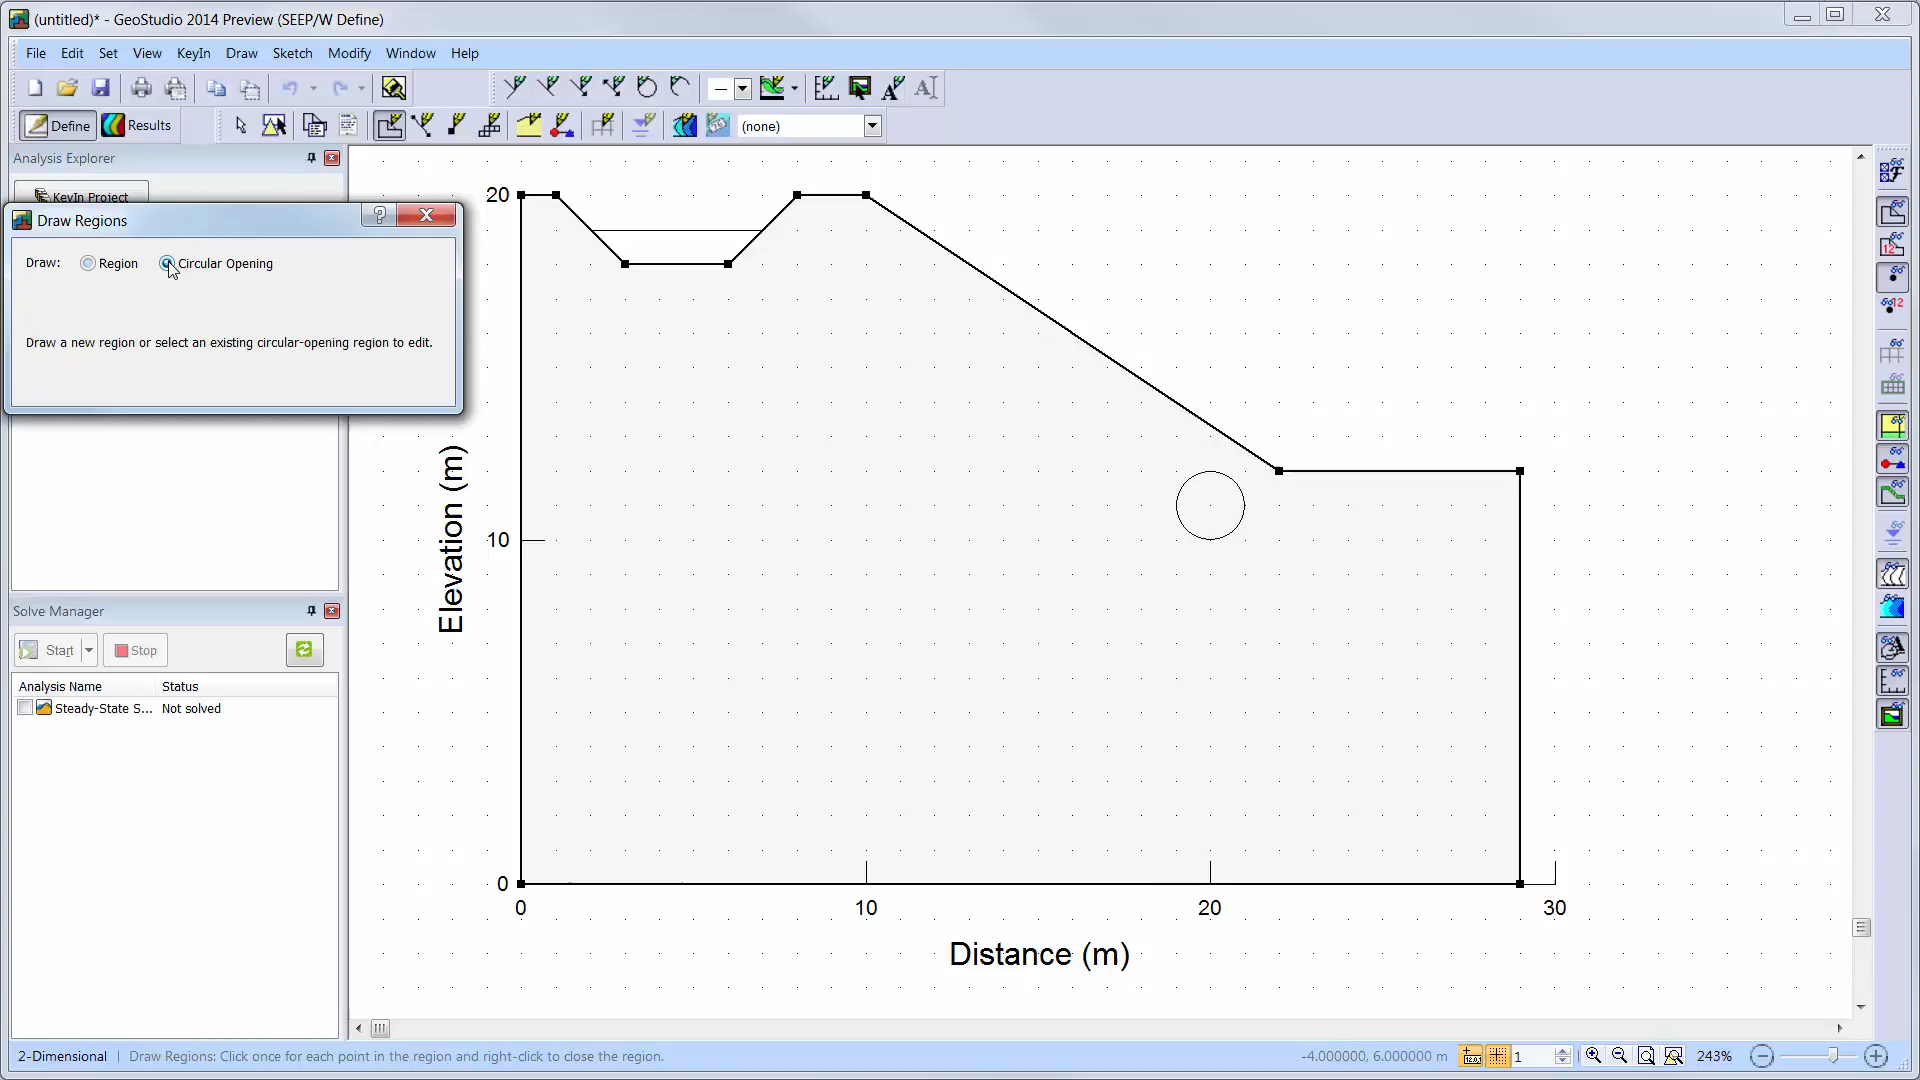 (untitled)* - GeoStudio 2014 Preview (SEEP/W Define)
File Edit Set View KeyIn Draw Sketch Modify Window Help
Define Results (none)
Analysis Explorer
KeyIn Project
Draw Regions
Draw: Region Circular Opening
Draw a new region or select an existing circular-opening region to edit.
Solve Manager
Start Stop
Analysis Name Status
Steady-State S... Not solved
20
10
0
Elevation (m)
0 10 20 30
Distance (m)
2-Dimensional Draw Regions: Click once for each point in the region and right-click to close the region. -4.000000, 6.000000 m 1 243%